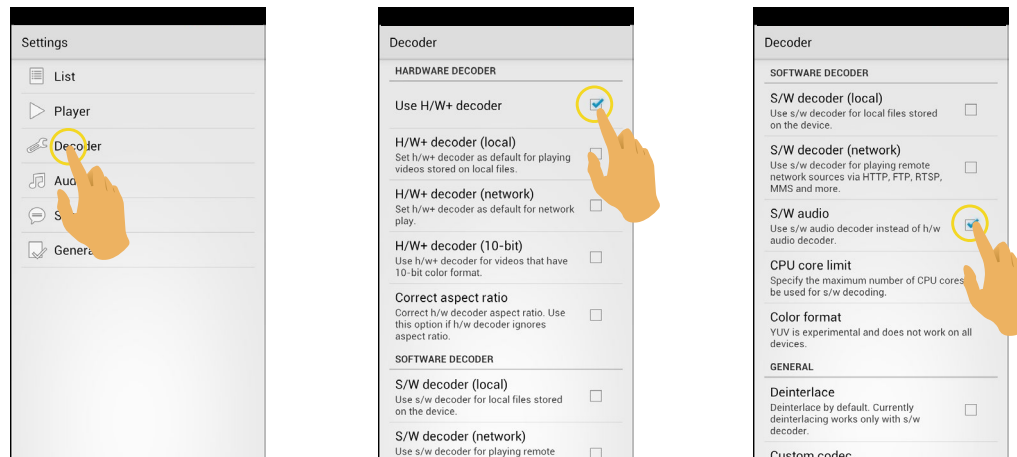 Settings
List
Player
Decoder
Genera
Decoder
HARDWARE DECODER
Use H/W+ decoder
H/W+ decoder (local)
Set h/w+ decoder as default for playing
videos stored on local files.
H/W+ decoder (network)
Set h/w+ decoder as default for network
play.
H/W+ decoder (10-bit)
Use h/w+ decoder for videos that have
10-bit color format.
Correct aspect ratio
Correct h/w decoder aspect ratio. Use
this option if h/w decoder ignores
aspect ratio.
SOFTWARE DECODER
S/W decoder (local)
Use s/w decoder for local files stored
on the device.
S/W decoder (network)
Use s/w decoder for playing remote
Decoder
SOFTWARE DECODER
S/W decoder (local)
Use s/w decoder for local files stored
on the device.
S/W decoder (network)
Use s/w decoder for playing remote
network sources via HTTP, FTP, RTSP,
MMS and more.
S/W audio
Use s/w audio decoder instead of h/w
audio decoder.
CPU core limit
Specify the maximum number of CPU cores
be used for s/w decoding.
Color format
YUV is experimental and does not work on all
devices.
GENERAL
Deinterlace
Deinterlace by default. Currently
deinterlacing works only with s/w
decoder.
Custom codec